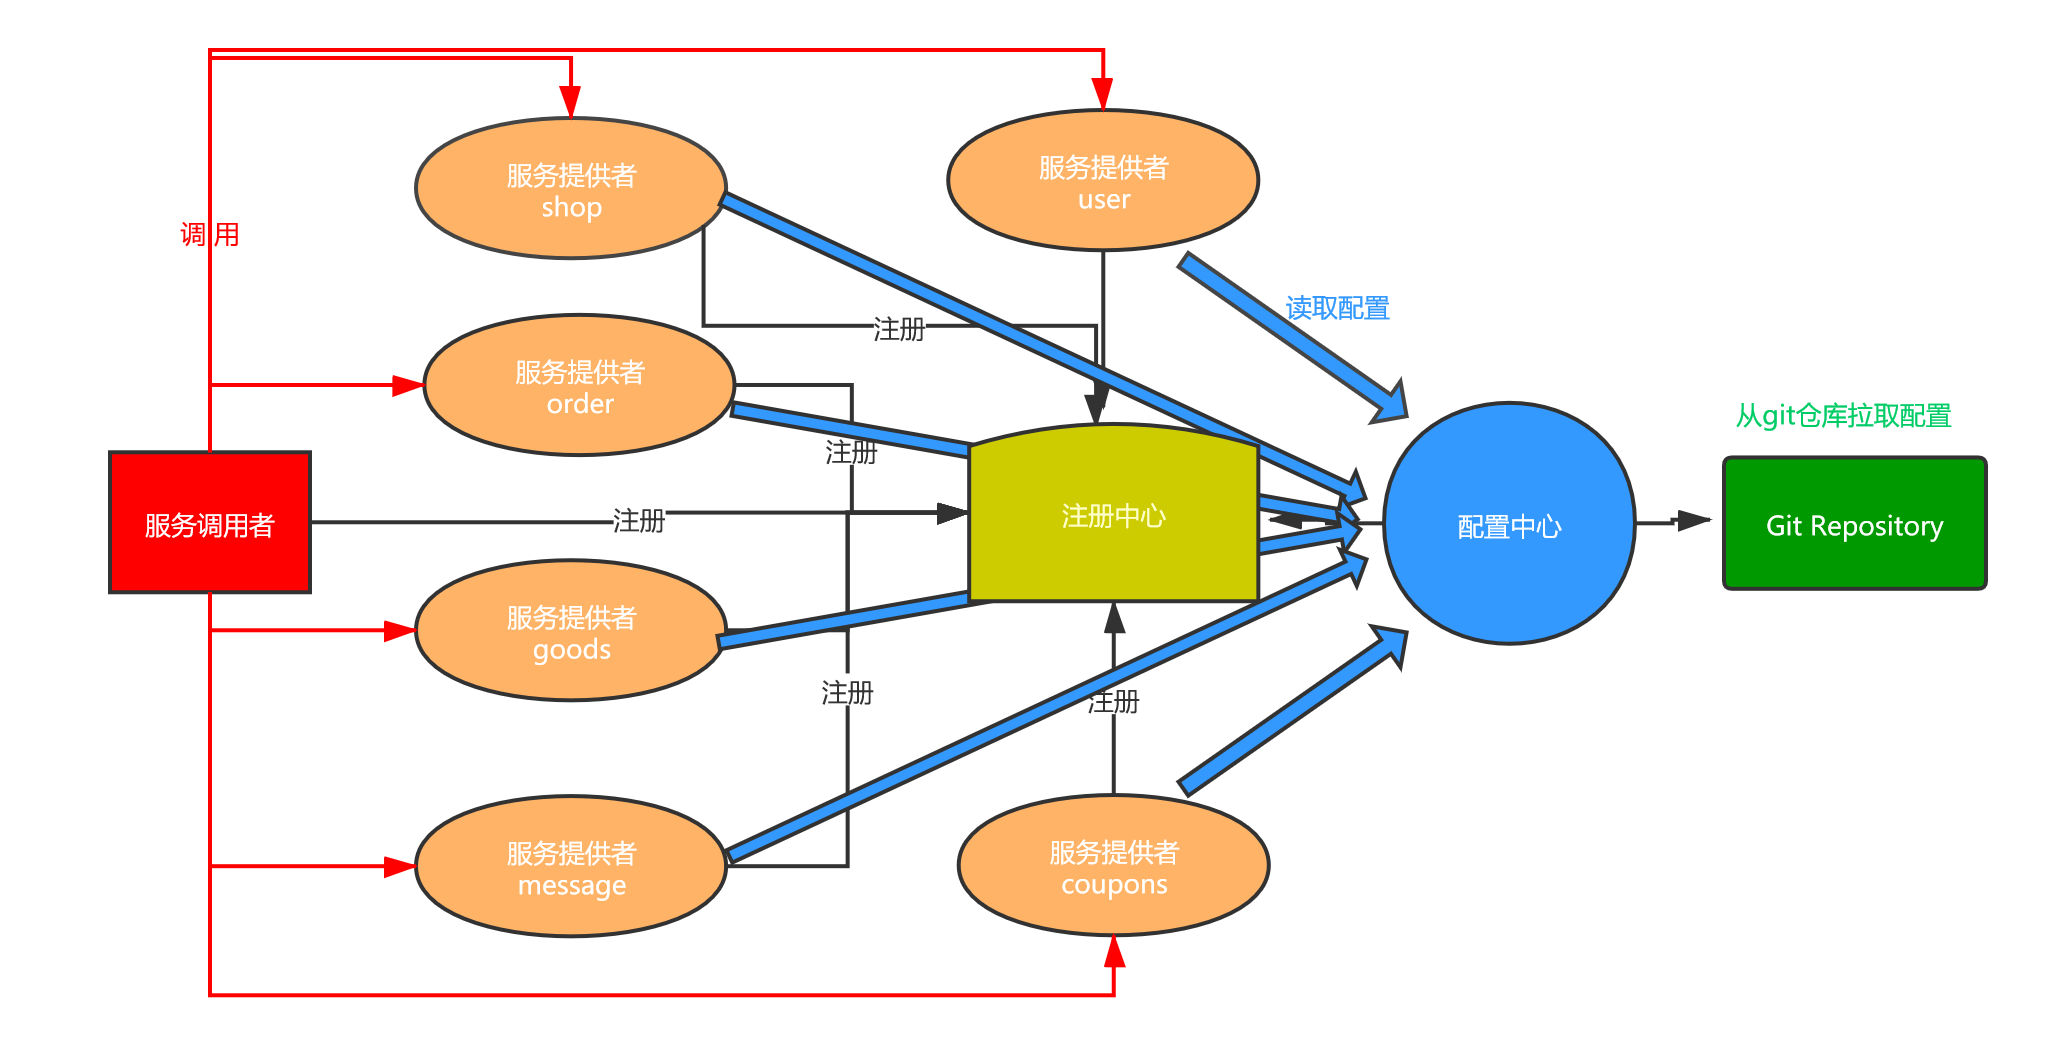 服务提供者
shop
服务提供者
user
调 用
读取配置
注册
服务提供者
order
从git仓库拉取配置
注册
服务调用者
注册
注册中心
配置中心
Git Repository
服务提供者
goods
注册
注册
服务提供者
message
服务提供者
coupons